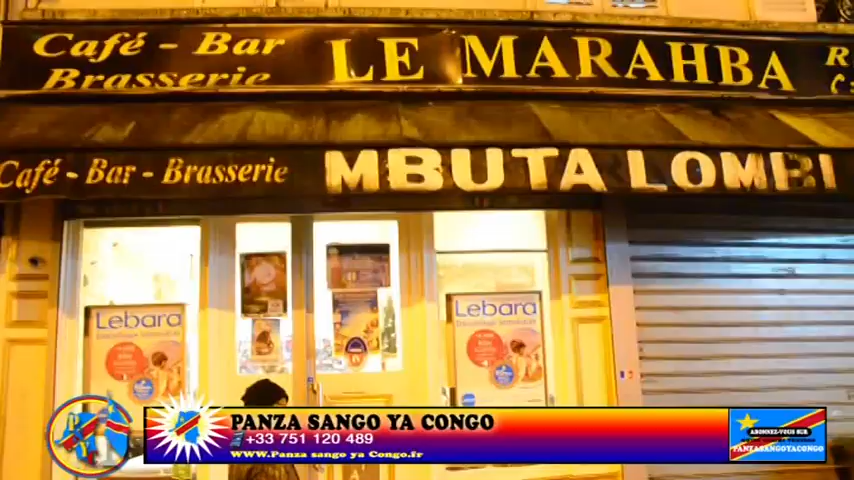 Café - Bar
Brasserie
LE MARAHBA
Café - Bar - Brasserie
MBUTA LOMBI
Lebara
Lebara
PANZA SANGO YA CONGO
+33 751 120 489
www.Panza sango ya Congo.fr
ABONNEZ-VOUS SUR
PANZASANGOYACONGO